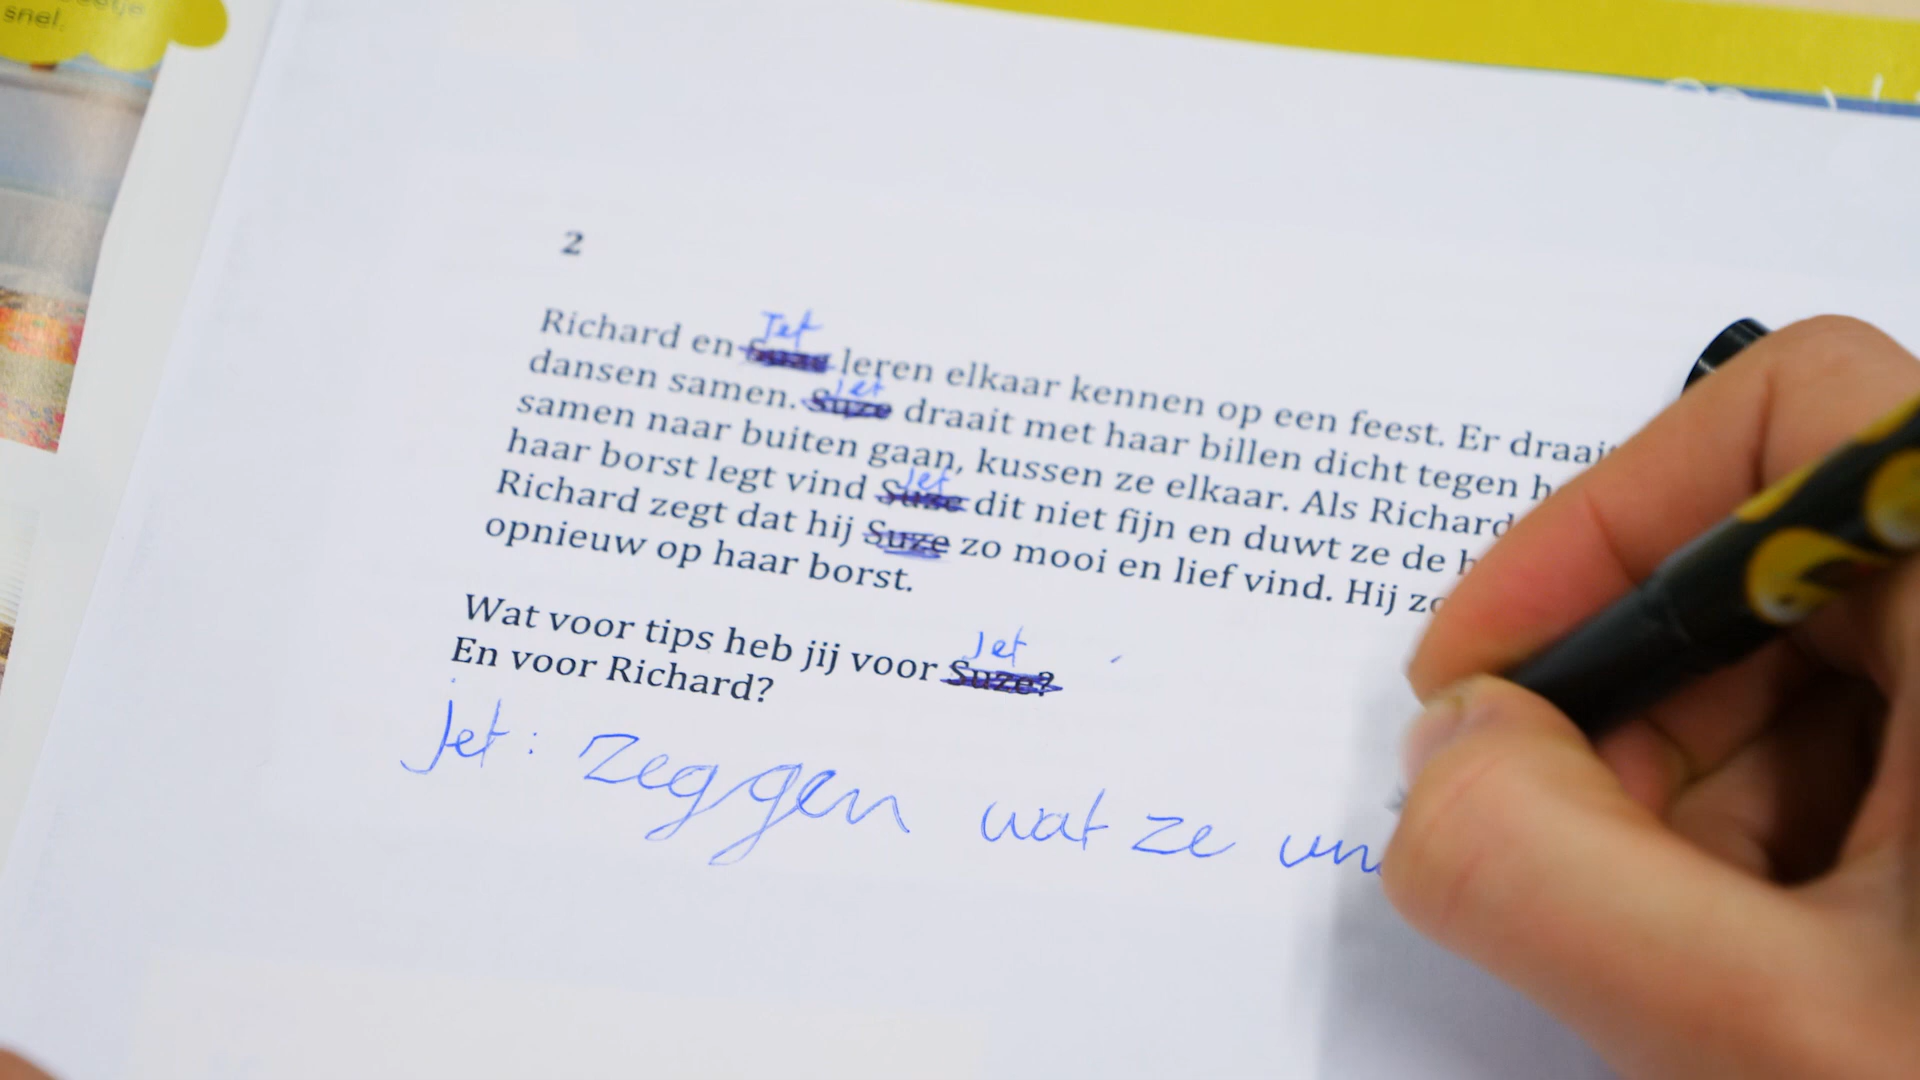 snel.
2
Jet
Richard en Suze leren elkaar kennen op een feest. Er draait
Jet
dansen samen. Suze draait met haar billen dicht tegen h
samen naar buiten gaan, kussen ze elkaar. Als Richard
Jet
haar borst legt vind Suze dit niet fijn en duwt ze de h
Richard zegt dat hij Suze zo mooi en lief vind. Hij zo
opnieuw op haar borst.
Jet
Wat voor tips heb jij voor Suze?
En voor Richard?
Jet: Zeggen wat ze